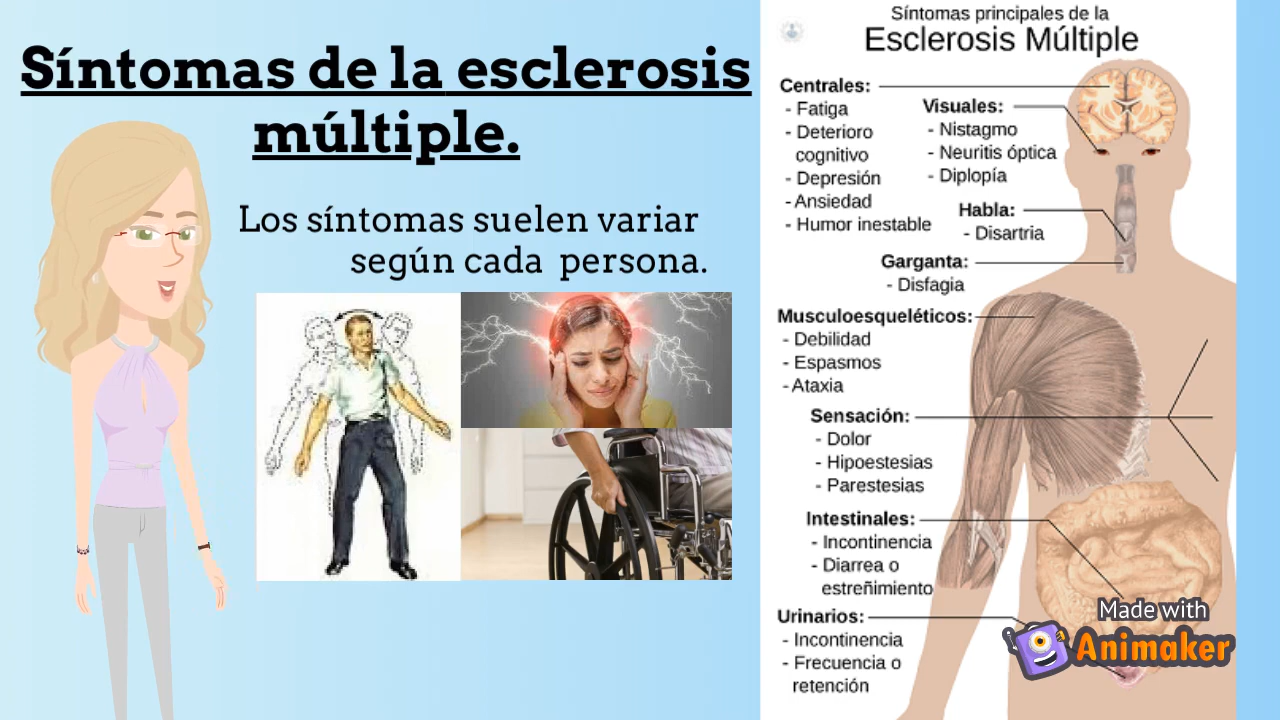 Síntomas de la esclerosis
múltiple.
Los síntomas suelen variar
según cada persona.
Síntomas principales de la
Esclerosis Múltiple
Centrales:
- Fatiga
- Deterioro
cognitivo
- Depresión
- Ansiedad
- Humor inestable
Visuales:
- Nistagmo
- Neuritis óptica
- Diplopía
Habla:
- Disartria
Garganta:
- Disfagia
Musculoesqueléticos:
- Debilidad
- Espasmos
- Ataxia
Sensación:
- Dolor
- Hipoestesias
- Parestesias
Intestinales:
- Incontinencia
- Diarrea o
estreñimiento
Urinarios:
- Incontinencia
- Frecuencia o
retención
Made with
Animaker